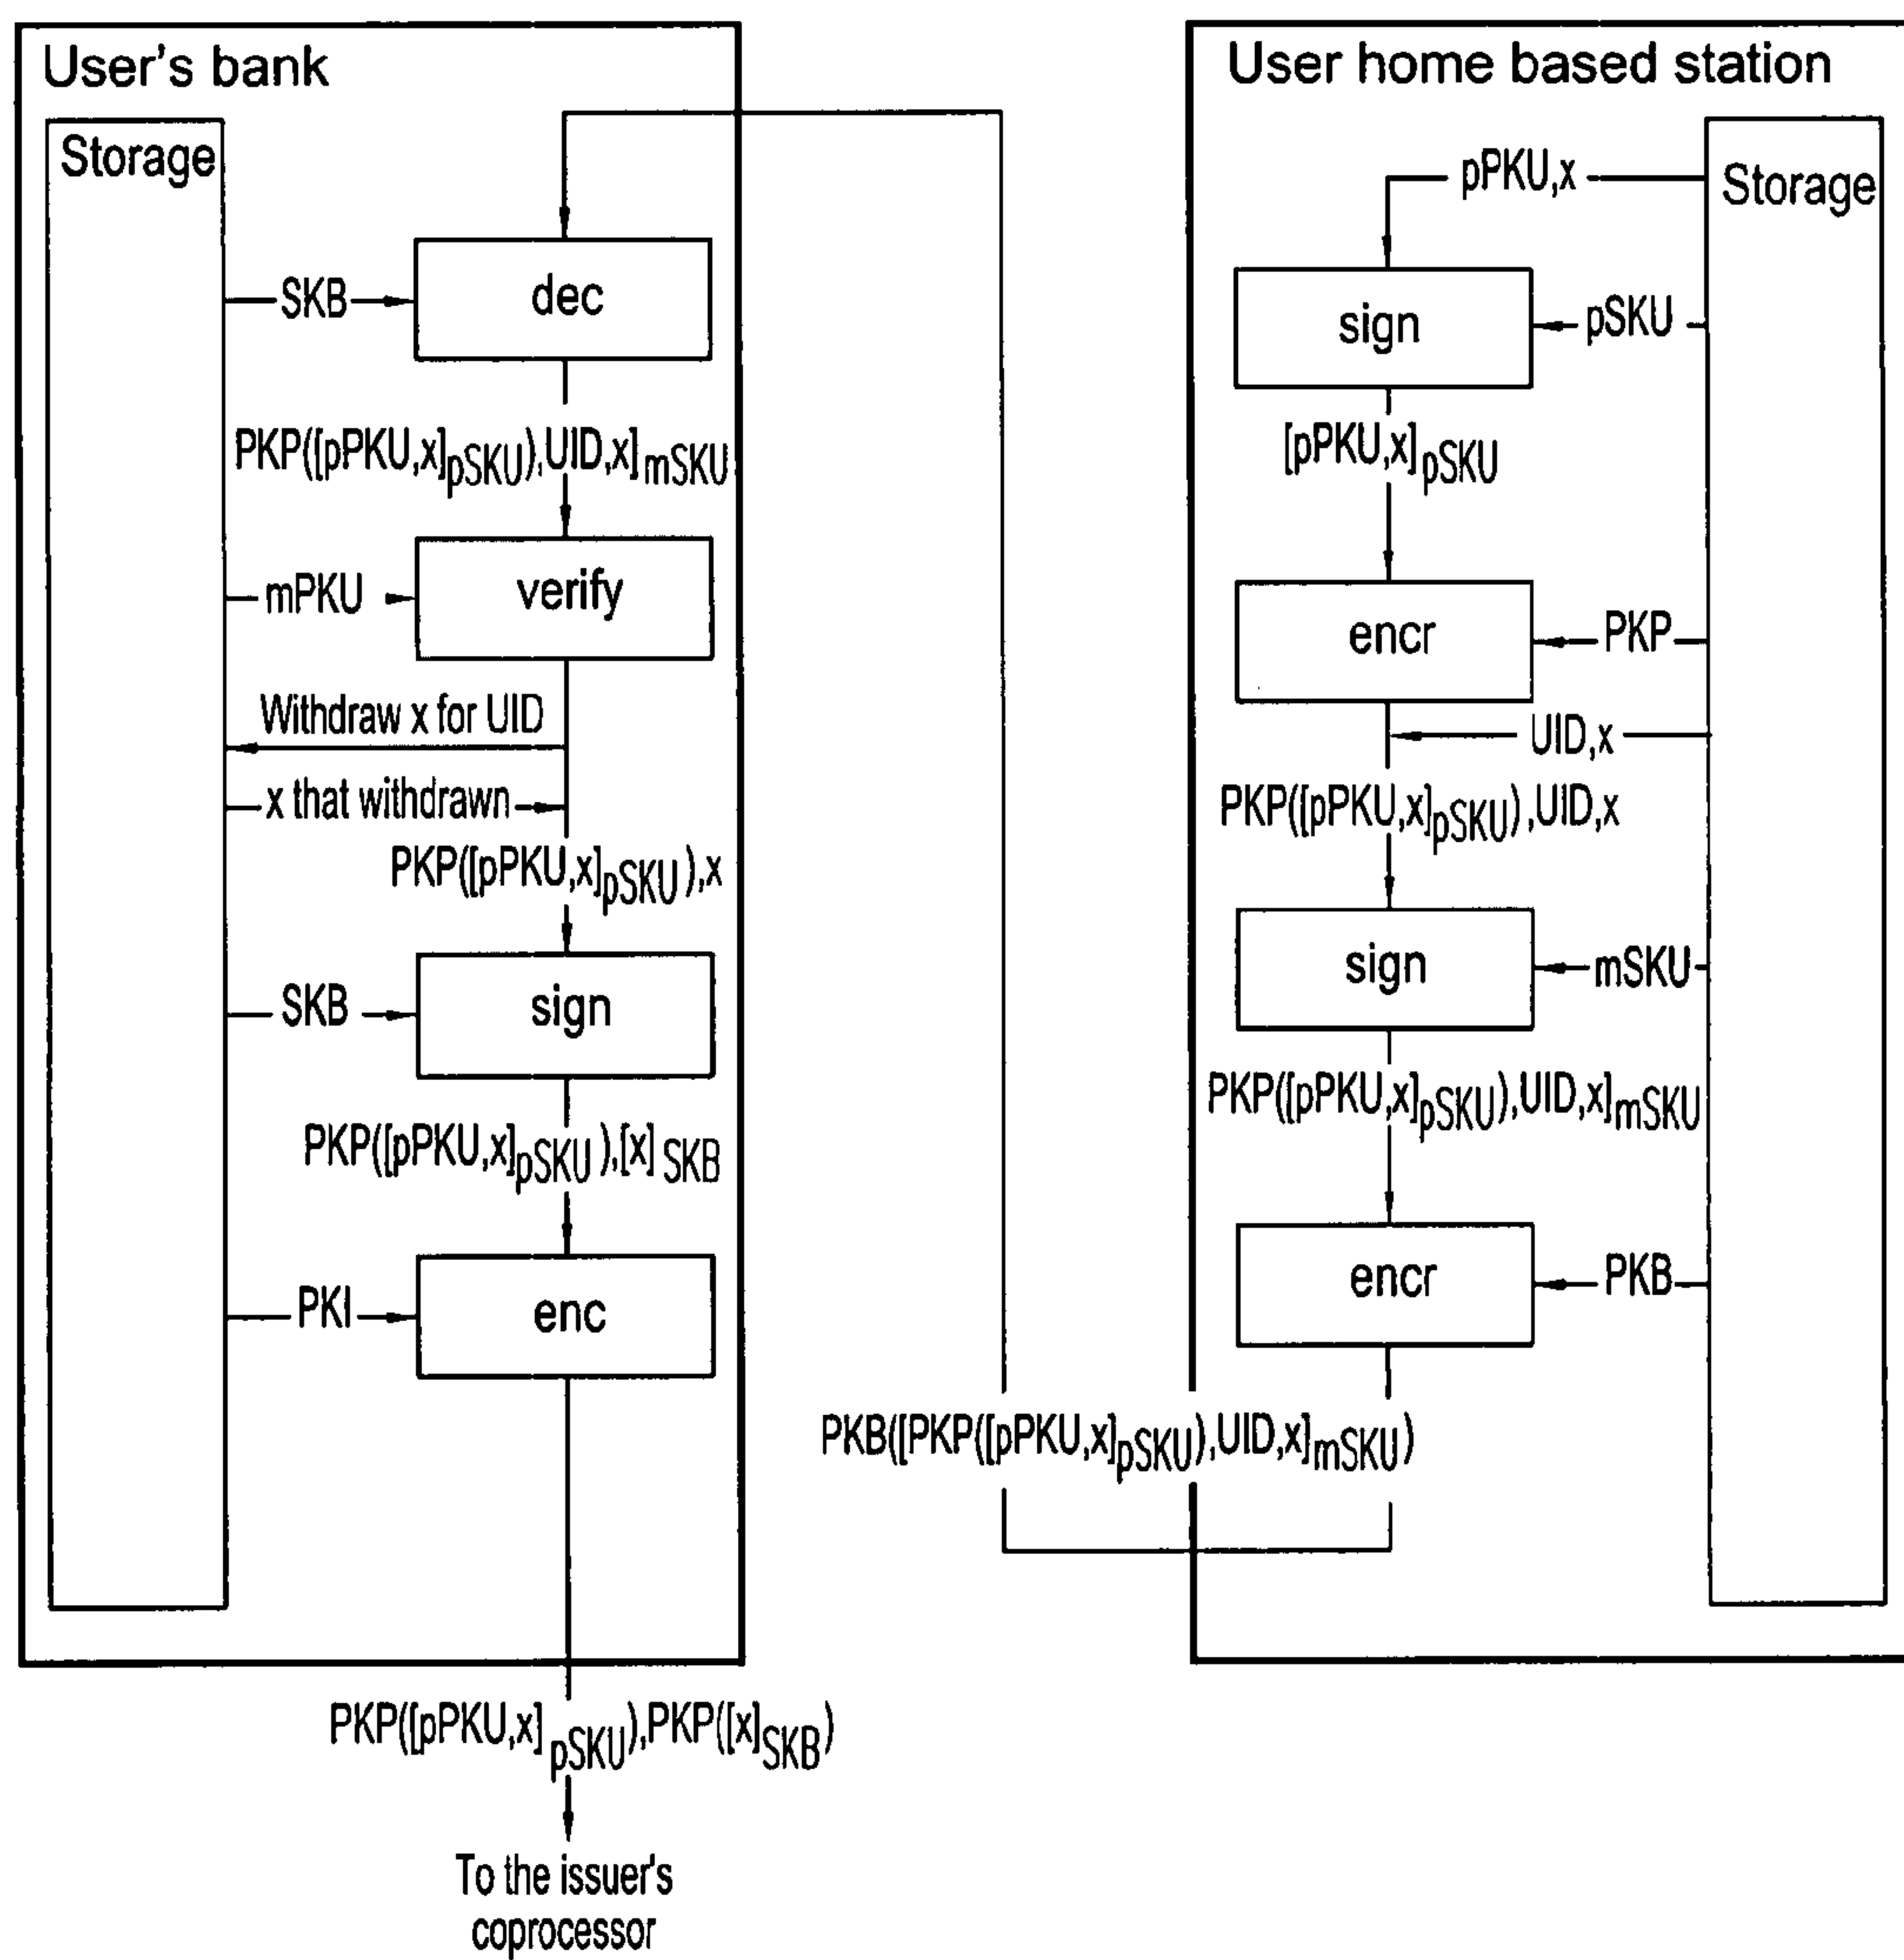 User's bank
Storage
SKB
dec
PKP([pPKU,x]pSKU),UID,x]mSKU
mPKU
verify
Withdraw x for UID
x that withdrawn
PKP([pPKU,x]pSKU),x
SKB
sign
PKP([pPKU,x]pSKU),[x]SKB
PKI
enc
PKP([pPKU,x]pSKU),PKP([x]SKB)
To the issuer's
coprocessor
User home based station
Storage
pPKU,x
sign
pSKU
[pPKU,x]pSKU
encr
PKP
UID,x
PKP([pPKU,x]pSKU),UID,x
sign
mSKU
PKP([pPKU,x]pSKU),UID,x]mSKU
encr
PKB
PKB([PKP([pPKU,x]pSKU),UID,x]mSKU)